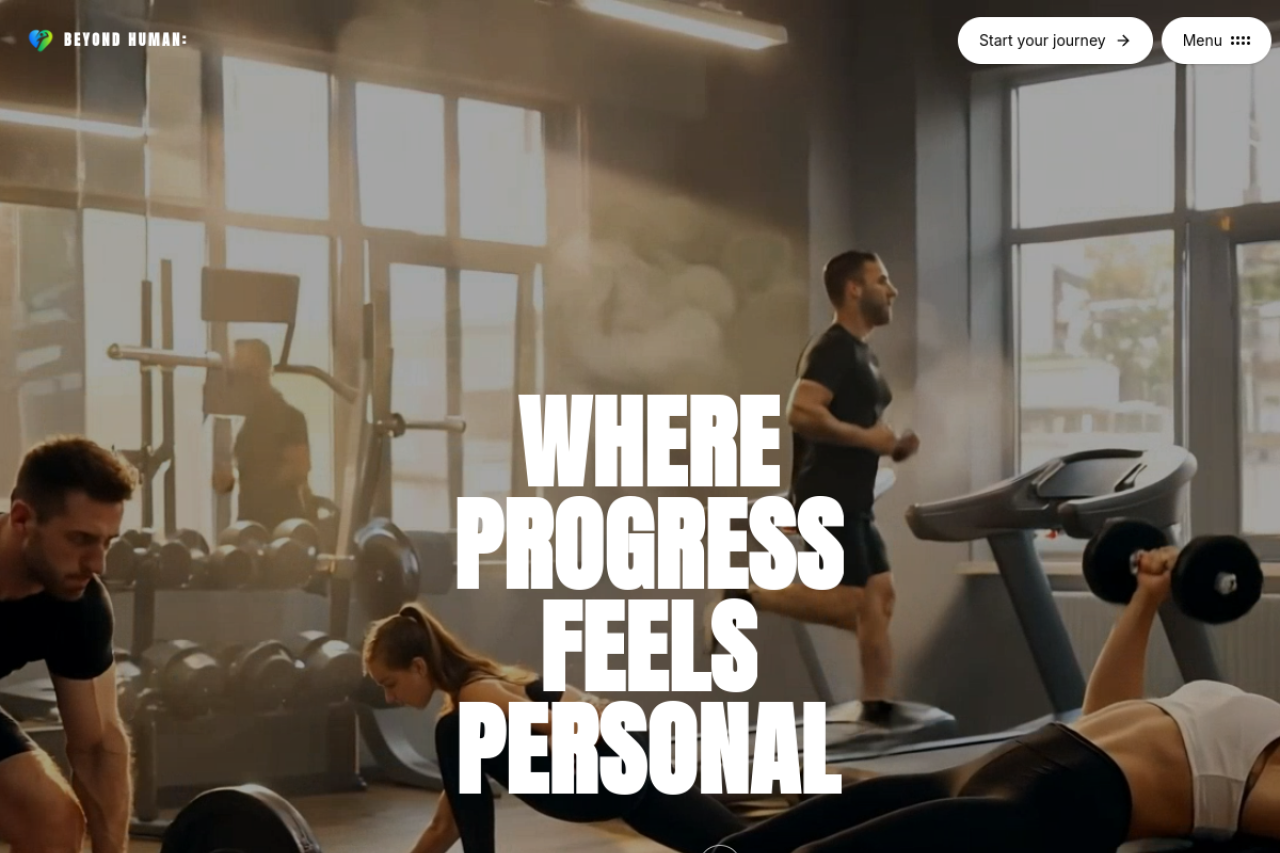 BEYOND HUMAN:
Start your journey
Menu
WHERE
PROGRESS
FEELS
PERSONAL